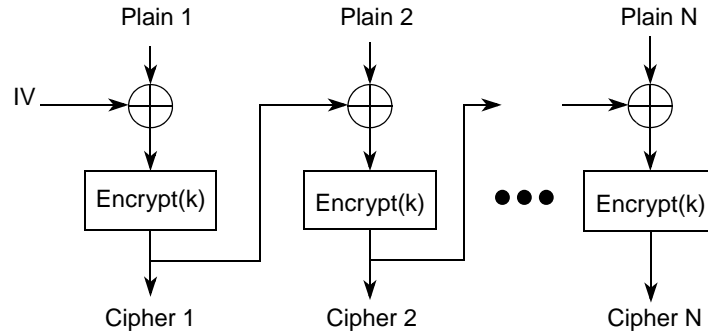 Plain 1
Plain 2
Plain N
IV
Encrypt(k)
Encrypt(k)
Encrypt(k)
Cipher 1
Cipher 2
Cipher N